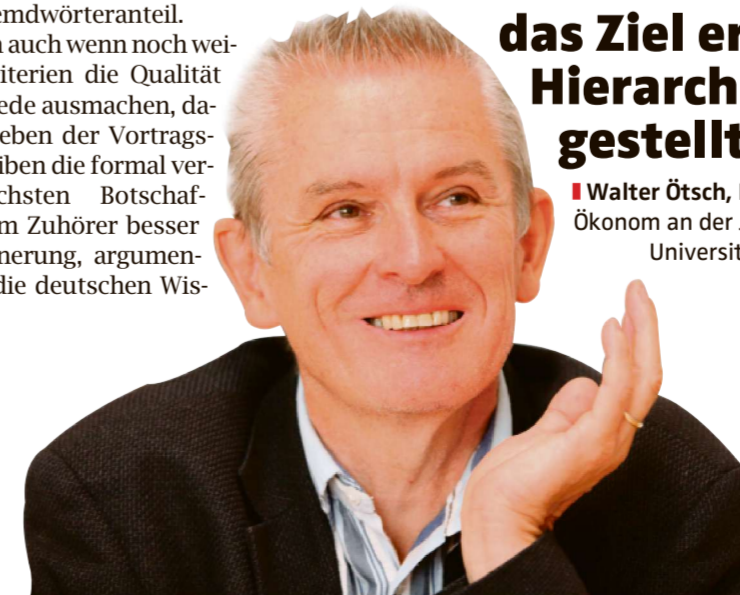 emdwörteranteil.
auch wenn noch wei-
iterien die Qualität
ede ausmachen, da-
eben der Vortrags-
iben die formal ver-
chsten Botschaf-
m Zuhörer besser
nerung, argumen-
die deutschen Wis-
das Ziel er
Hierarch
gestellt
Walter Ötsch,
Ökonom an der
Universit